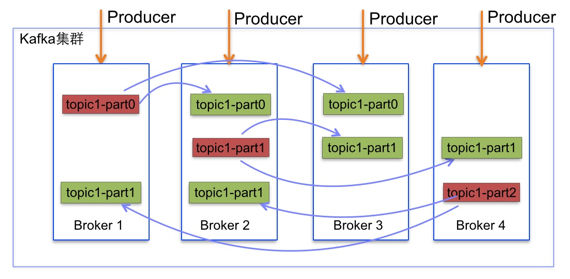 Producer Producer Producer Producer
Kafka集群
topic1-part0 topic1-part0 topic1-part0
topic1-part1 topic1-part1 topic1-part1
topic1-part1 topic1-part1 topic1-part2
Broker 1 Broker 2 Broker 3 Broker 4